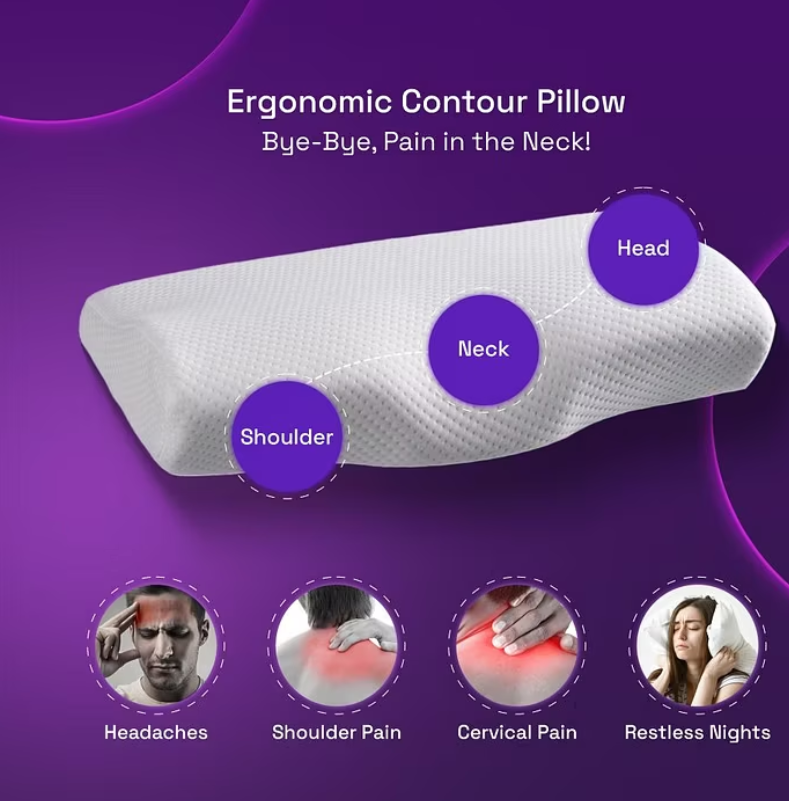 Ergonomic Contour Pillow
Bye-Bye, Pain in the Neck!
Head
Neck
Shoulder
Headaches
Shoulder Pain
Cervical Pain
Restless Nights